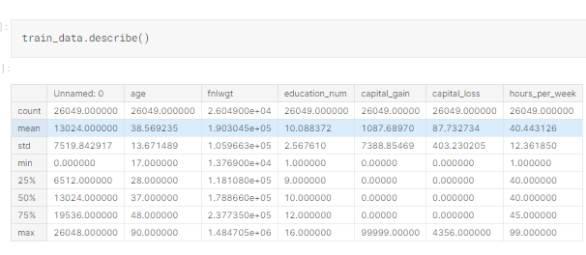 ]:
train_data.describe()
]:
Unnamed: 0 age fnlwgt education_num capital_gain capital_loss hours_per_week
count 26049.000000 26049.000000 2.604900e+04 26049.000000 26049.00000 26049.000000 26049.000000
mean 13024.000000 38.569235 1.903045e+05 10.088372 1087.68970 87.732734 40.443126
std 7519.842917 13.671489 1.059663e+05 2.567610 7388.85469 403.230205 12.361850
min 0.000000 17.000000 1.376900e+04 1.000000 0.00000 0.000000 1.000000
25% 6512.000000 28.000000 1.181080e+05 9.000000 0.00000 0.000000 40.000000
50% 13024.000000 37.000000 1.788660e+05 10.000000 0.00000 0.000000 40.000000
75% 19536.000000 48.000000 2.377350e+05 12.000000 0.00000 0.000000 45.000000
max 26048.000000 90.000000 1.484705e+06 16.000000 99999.00000 4356.000000 99.000000